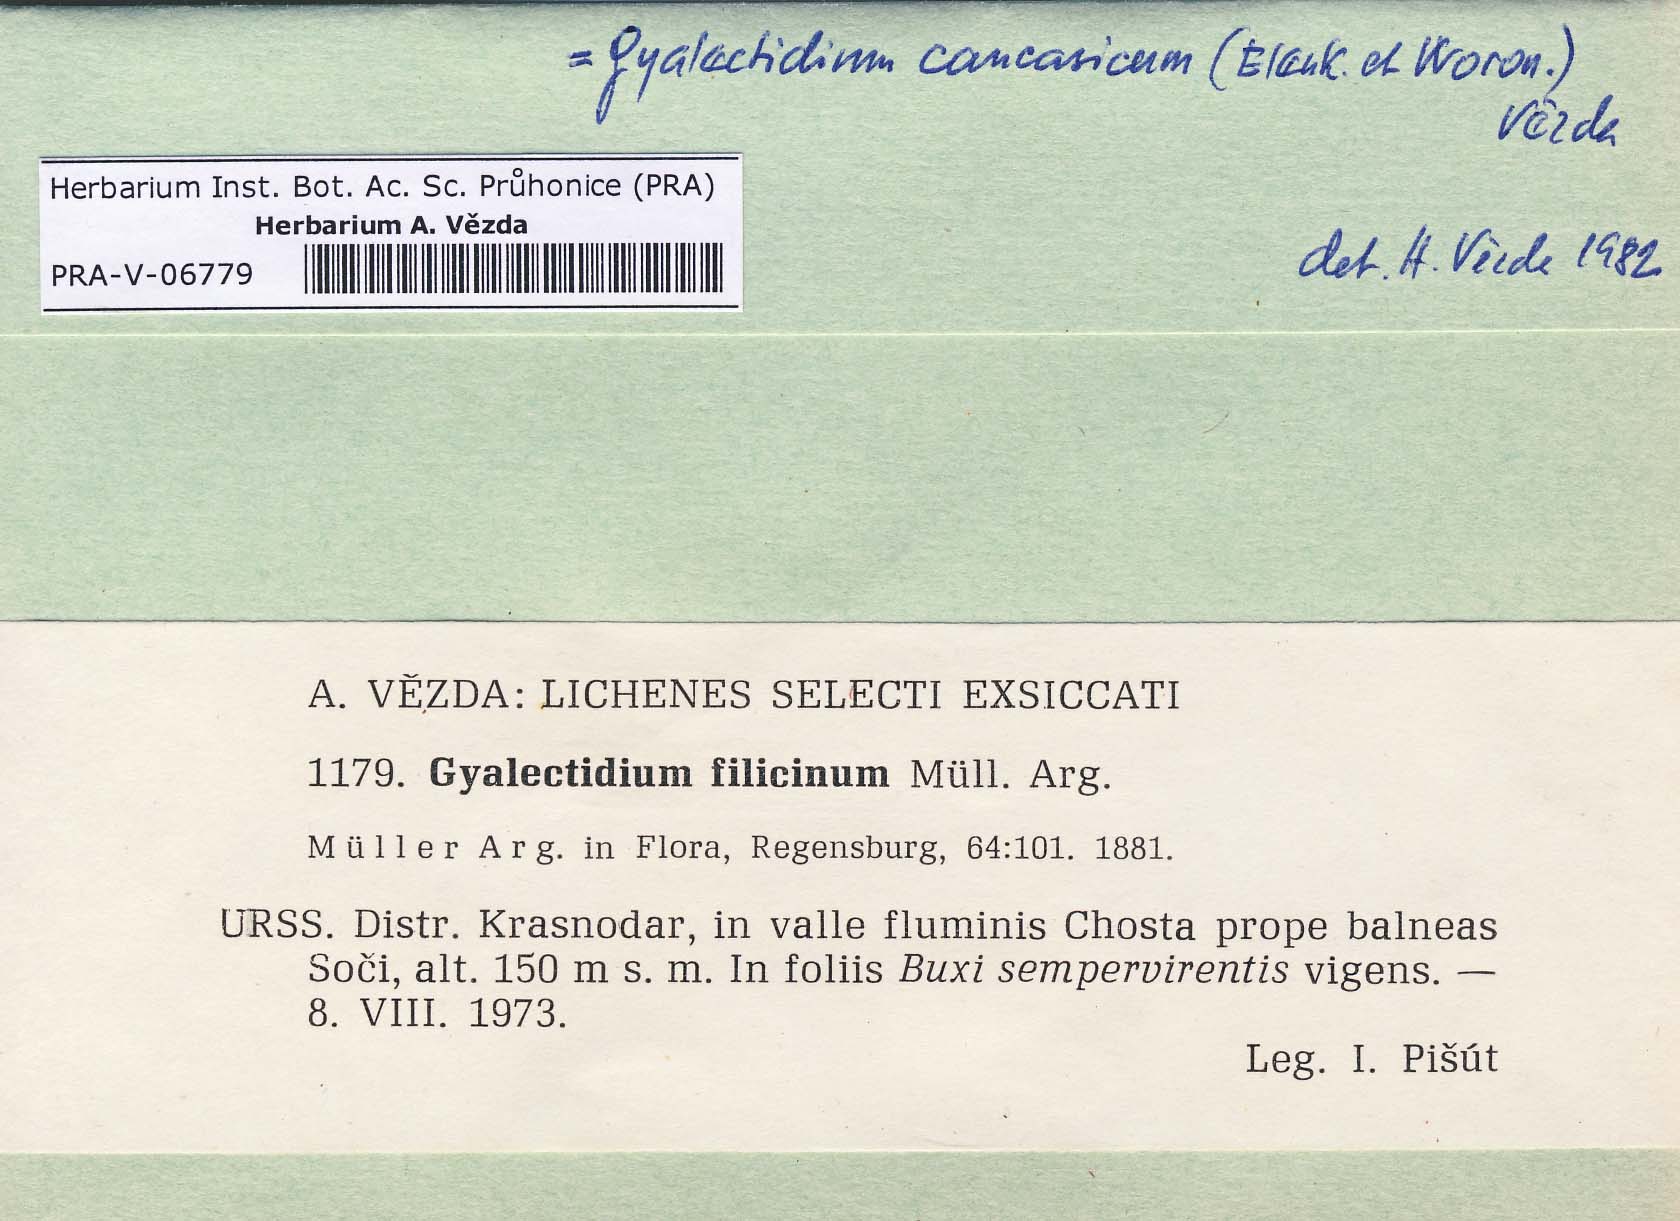 = Gyalectidium caucasicum (Elenk. et Woron.)
Vězda
Herbarium Inst. Bot. Ac. Sc. Průhonice (PRA)
Herbarium A. Vězda
PRA-V-06779
det. A. Vězda 1982
A. VĚZDA: LICHENES SELECTI EXSICCATI
1179. Gyalectidium filicinum Müll. Arg.
Müller Arg. in Flora, Regensburg, 64:101. 1881.
URSS. Distr. Krasnodar, in valle fluminis Chosta prope balneas
Soči, alt. 150 m s. m. In foliis Buxi sempervirentis vigens. —
8. VIII. 1973.
Leg. I. Pišút